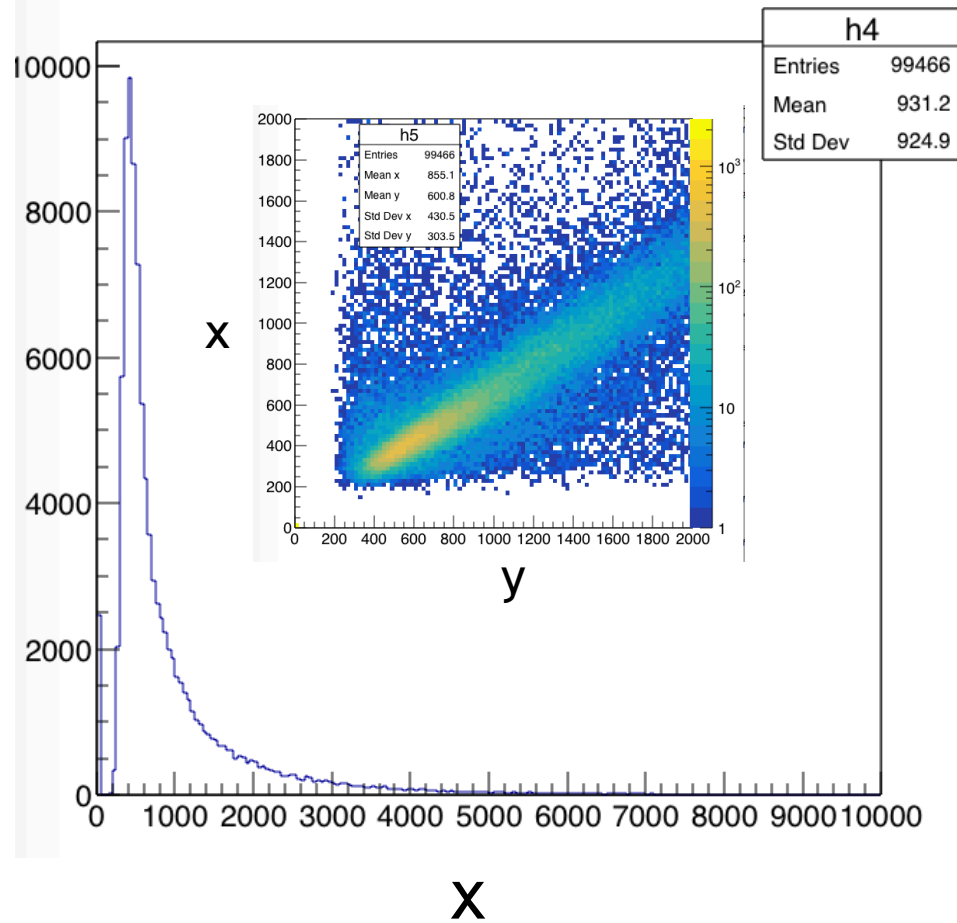 h4
Entries 99466
Mean 931.2
Std Dev 924.9
10000
8000
6000
4000
2000
0
0 1000 2000 3000 4000 5000 6000 7000 8000 9000 10000
x
h5
Entries 99466
Mean x 855.1
Mean y 600.8
Std Dev x 430.5
Std Dev y 303.5
2000
1800
1600
1400
1200
1000
800
600
400
200
0
0 200 400 600 800 1000 1200 1400 1600 1800 2000
x
y
10³
10²
10
1